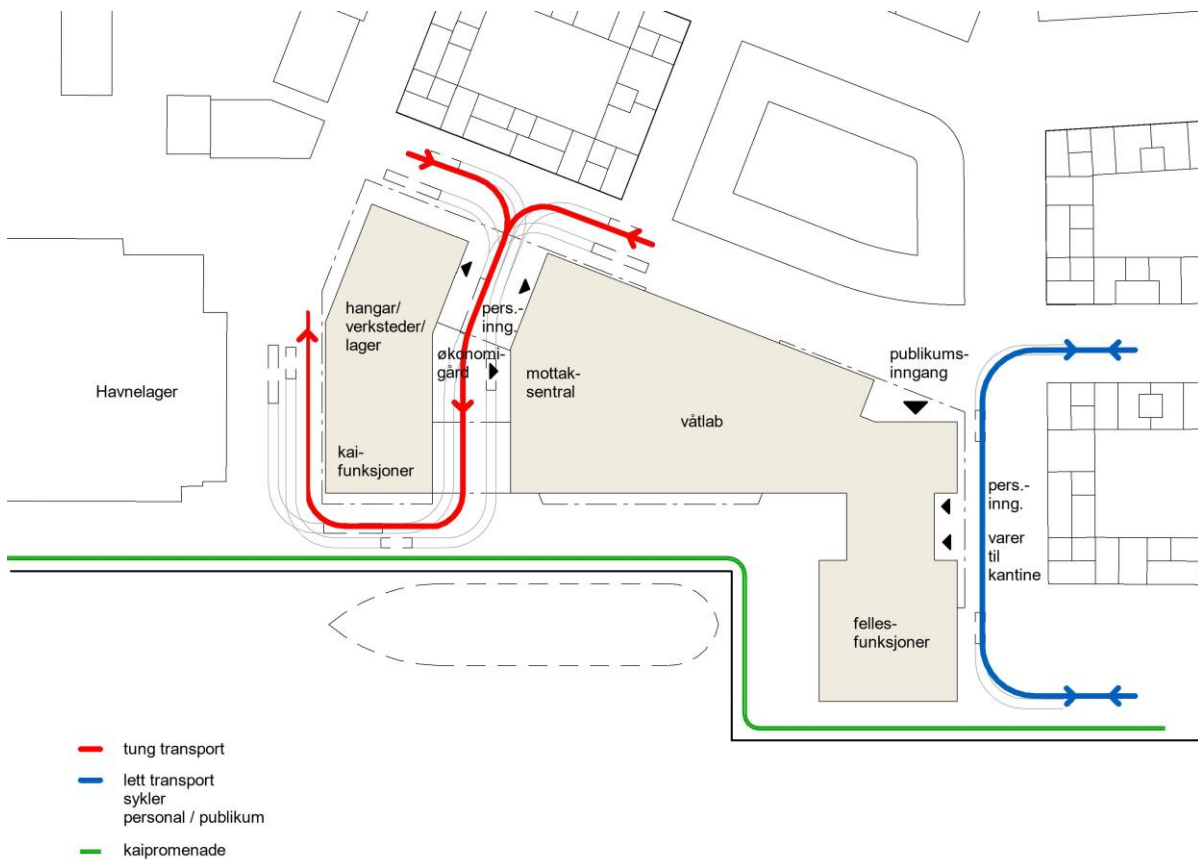 hangar/
verksteder/
lager
pers.-
inng.
økonomi-
gård
mottak-
sentral
publikums-
inngang
Havnelager
våtlab
kai-
funksjoner
pers.-
inng.
varer
til
kantine
felles-
funksjoner
tung transport
lett transport
sykler
personal / publikum
kaipromenade